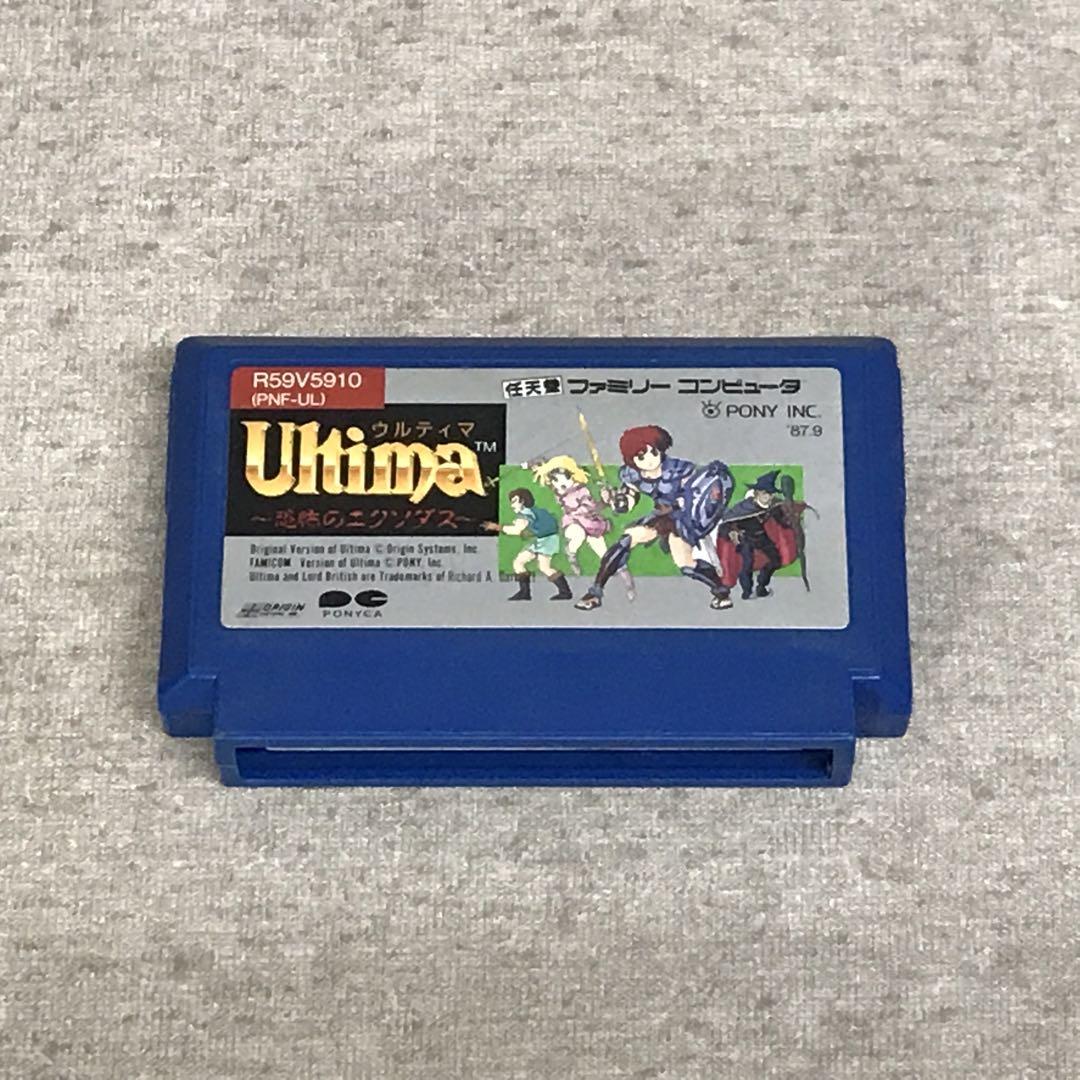 R59V5910
(PNF-UL)
任天堂 ファミリー コンピュータ
PONY INC.
'87.9
ウルティマ
Ultima™
～恐怖のエクソダス～
Original Version of Ultima © Origin Systems, Inc.
FAMICOM Version of Ultima © PONY, Inc.
Ultima and Lord British are Trademarks of Richard A.
ORIGIN
PONYCA